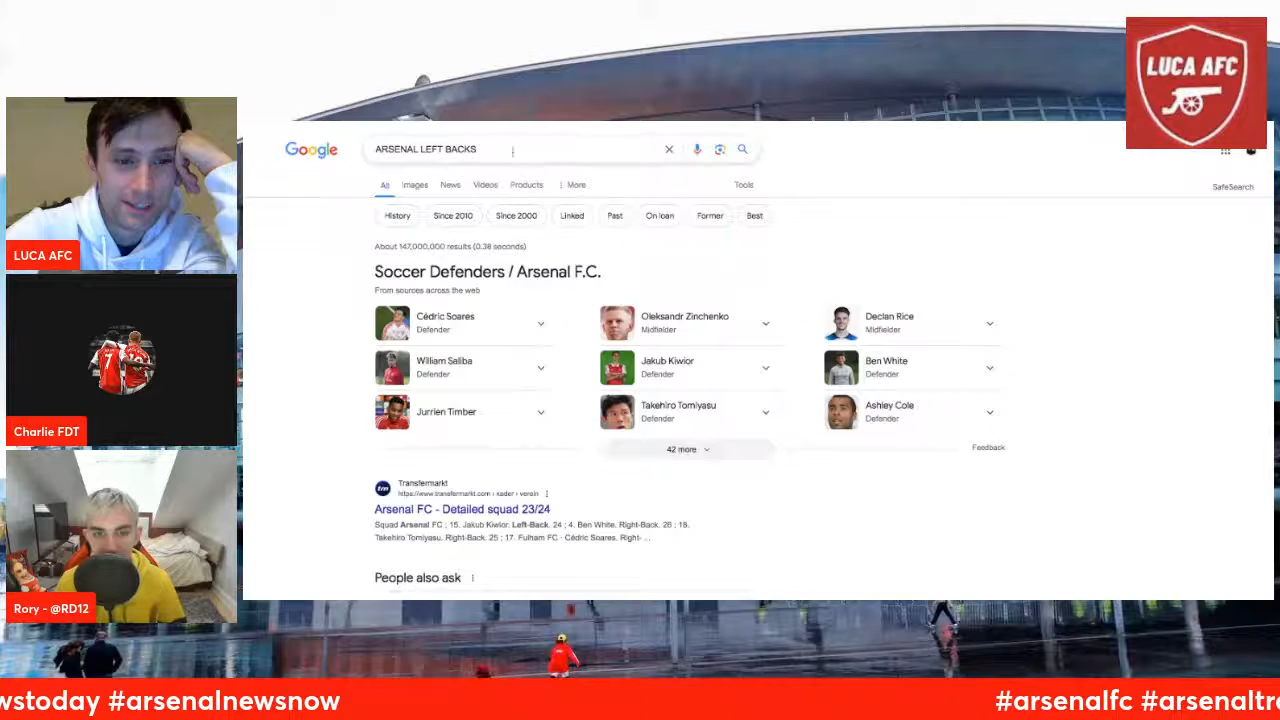 LUCA AFC
LUCA AFC
Charlie FDT
Rory - @RD12
Google
ARSENAL LEFT BACKS
All Images News Videos Products More Tools
SafeSearch
History Since 2010 Since 2000 Linked Past On loan Former Best
About 147,000,000 results (0.38 seconds)
Soccer Defenders / Arsenal F.C.
From sources across the web
Cédric Soares
Defender
Oleksandr Zinchenko
Midfielder
Declan Rice
Midfielder
William Saliba
Defender
Jakub Kiwior
Defender
Ben White
Defender
Jurrien Timber
Takehiro Tomiyasu
Defender
Ashley Cole
Defender
42 more
Feedback
Transfermarkt
https://www.transfermarkt.com › kader › verein
Arsenal FC - Detailed squad 23/24
Squad Arsenal FC ; 15. Jakub Kiwior. Left-Back. 24 ; 4. Ben White. Right-Back. 26 ; 18.
Takehiro Tomiyasu. Right-Back. 25 ; 17. Fulham FC · Cédric Soares. Right- ...
People also ask
wstoday #arsenalnewsnow #arsenalfc #arsenaltr